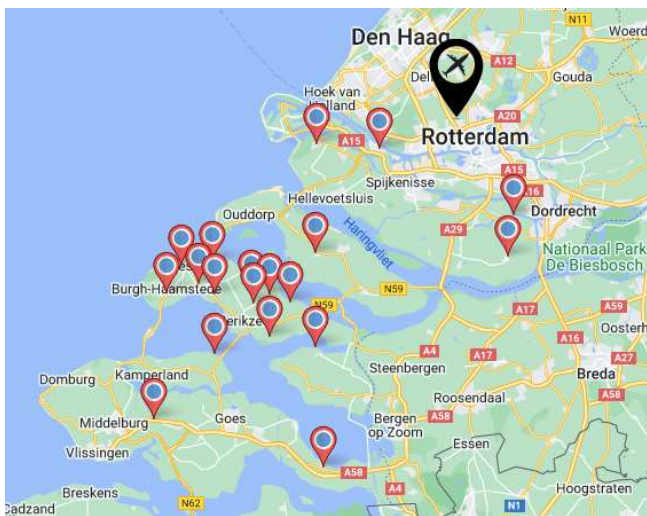 N11
Woerd
Den Haag
A12
Del
Gouda
Hoek van
Holland
A20
A15
Rotterdam
A15
Spijkenisse
A16
Hellevoetsluis
Dordrecht
Ouddorp
A29
Haringvliet
Nationaal Park
De Biesbosch
Burgh-Haamstede
N59
N59
A59
Oosterh
erikze
A4
A17
A16
A27
Steenbergen
Kamperland
Breda
Domburg
A17
A58
Roosendaal
Goes
Bergen
op Zoom
A58
Middelburg
Essen
Vlissingen
A58
Breskens
A4
Hoogstraten
N62
N1
Cadzand